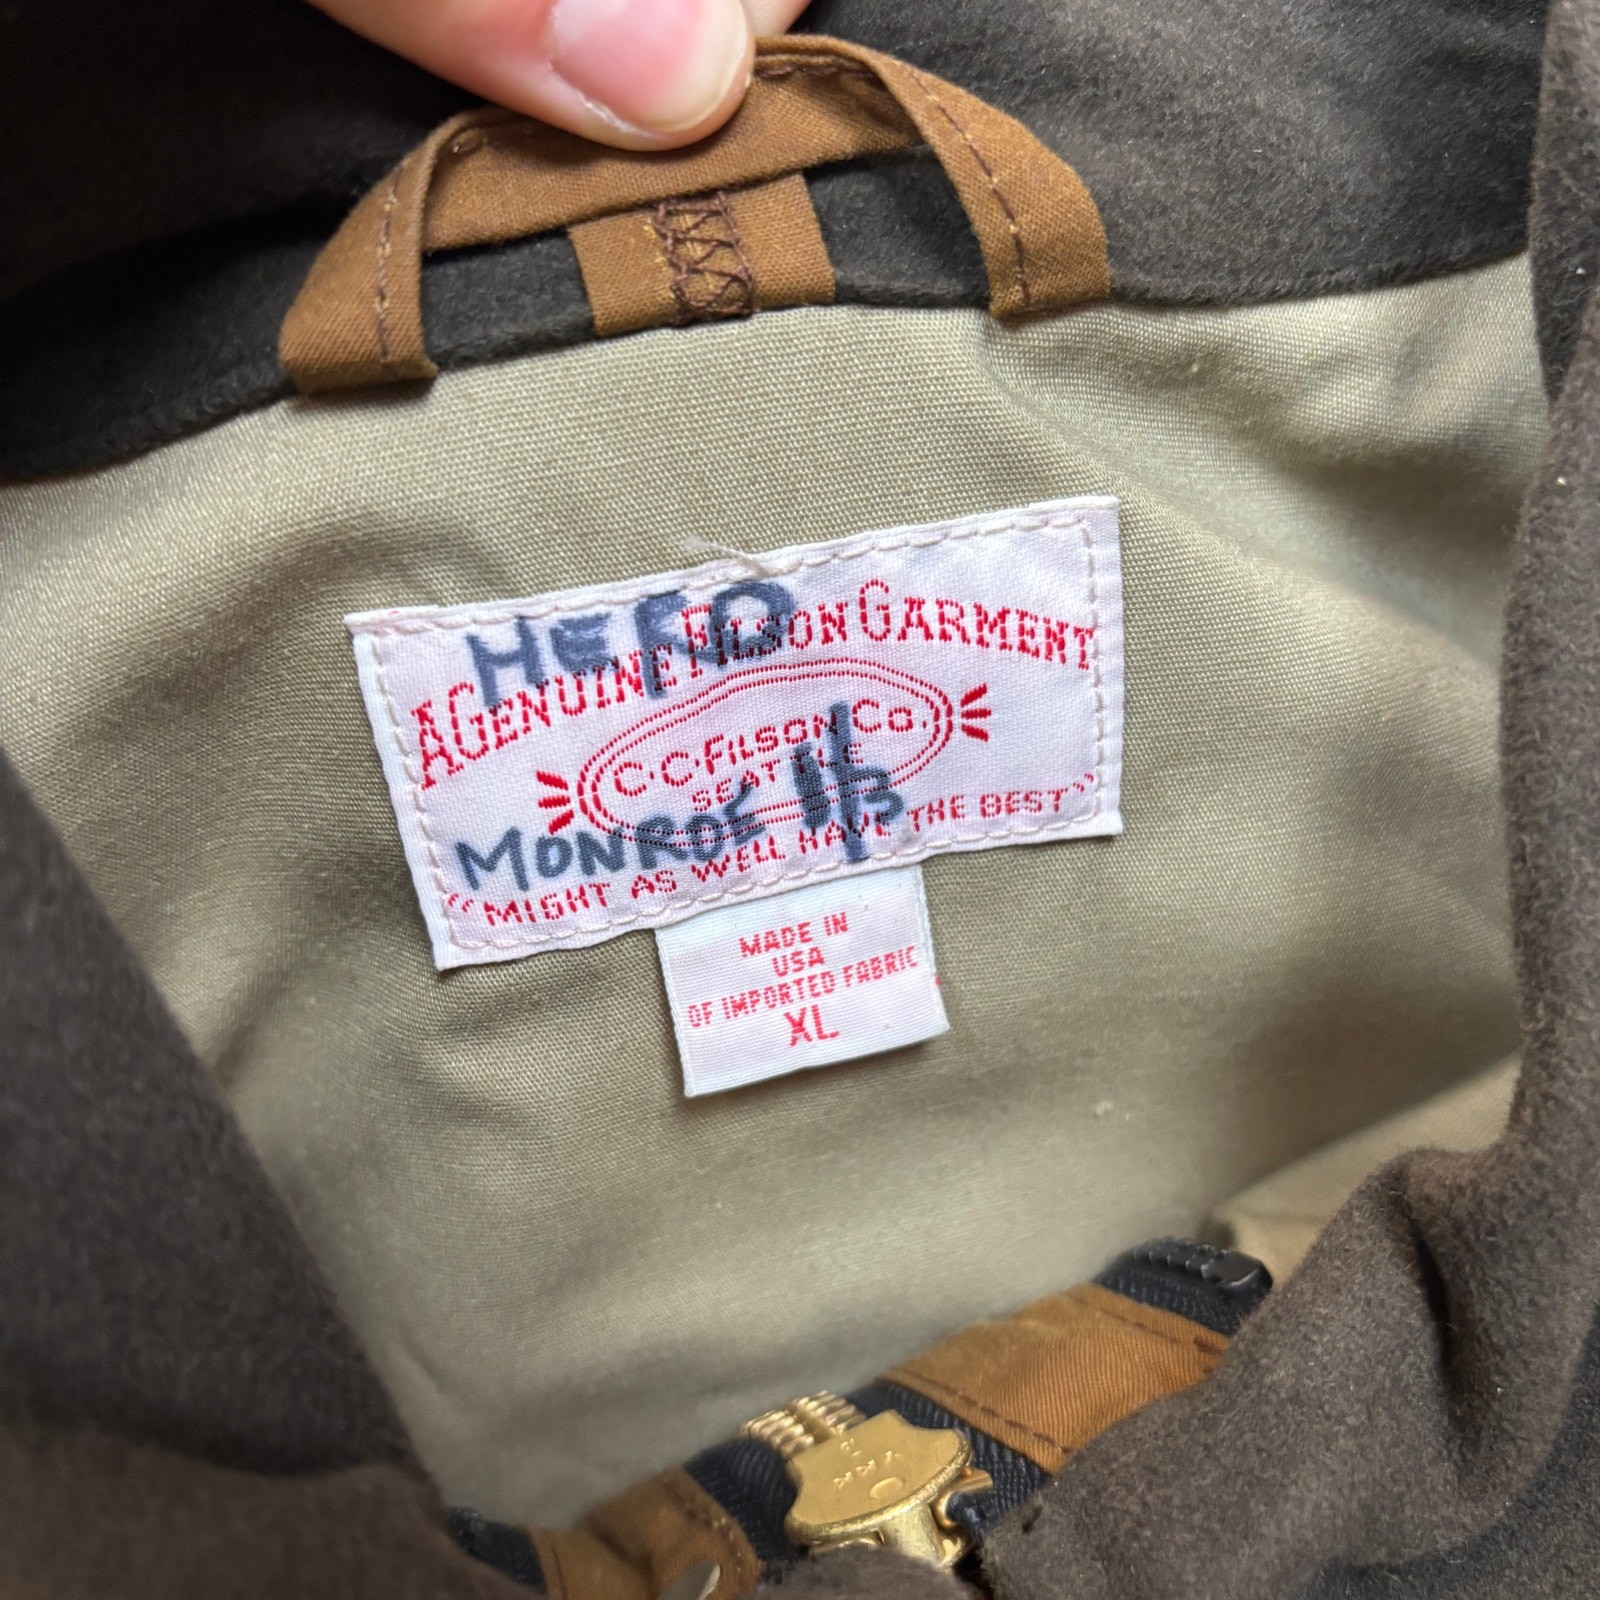 HERO
A GENUINE FILSON GARMENT
C.C. FILSON CO.
SEATTLE
MONROE
"MIGHT AS WELL HAVE THE BEST"
MADE IN
USA
OF IMPORTED FABRIC
XL
YKK